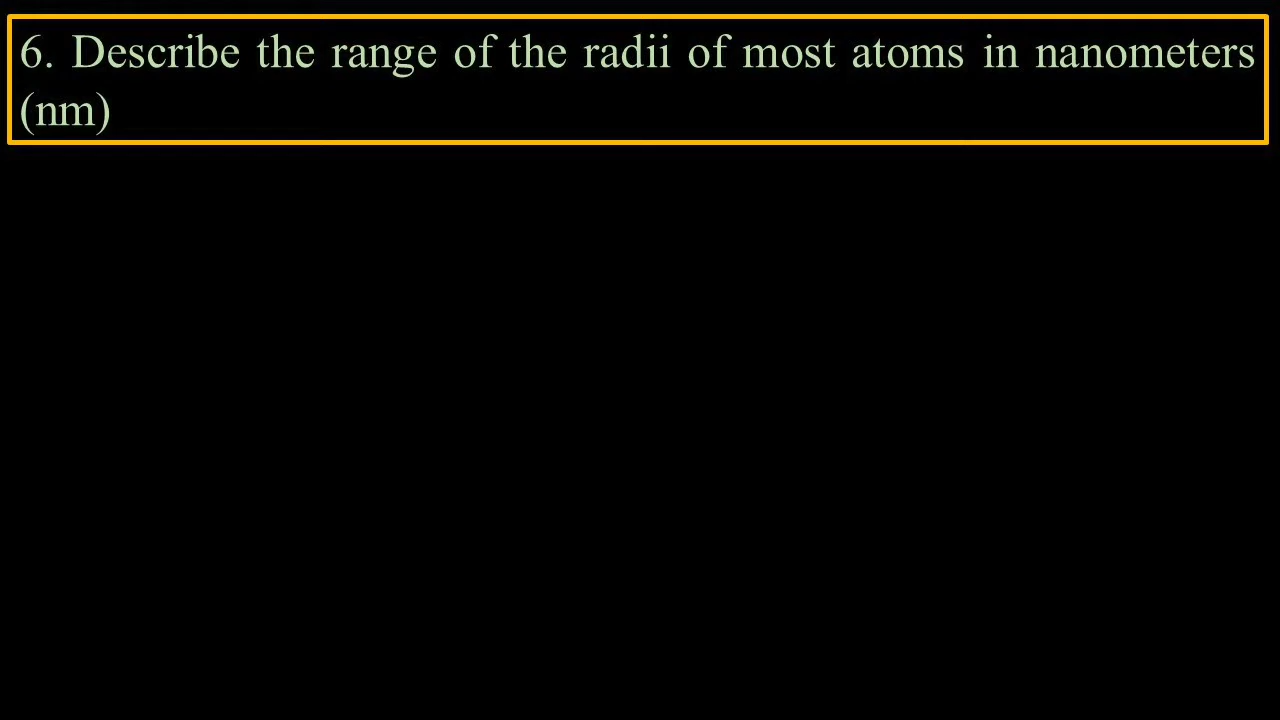 6. Describe the range of the radii of most atoms in nanometers
(nm)